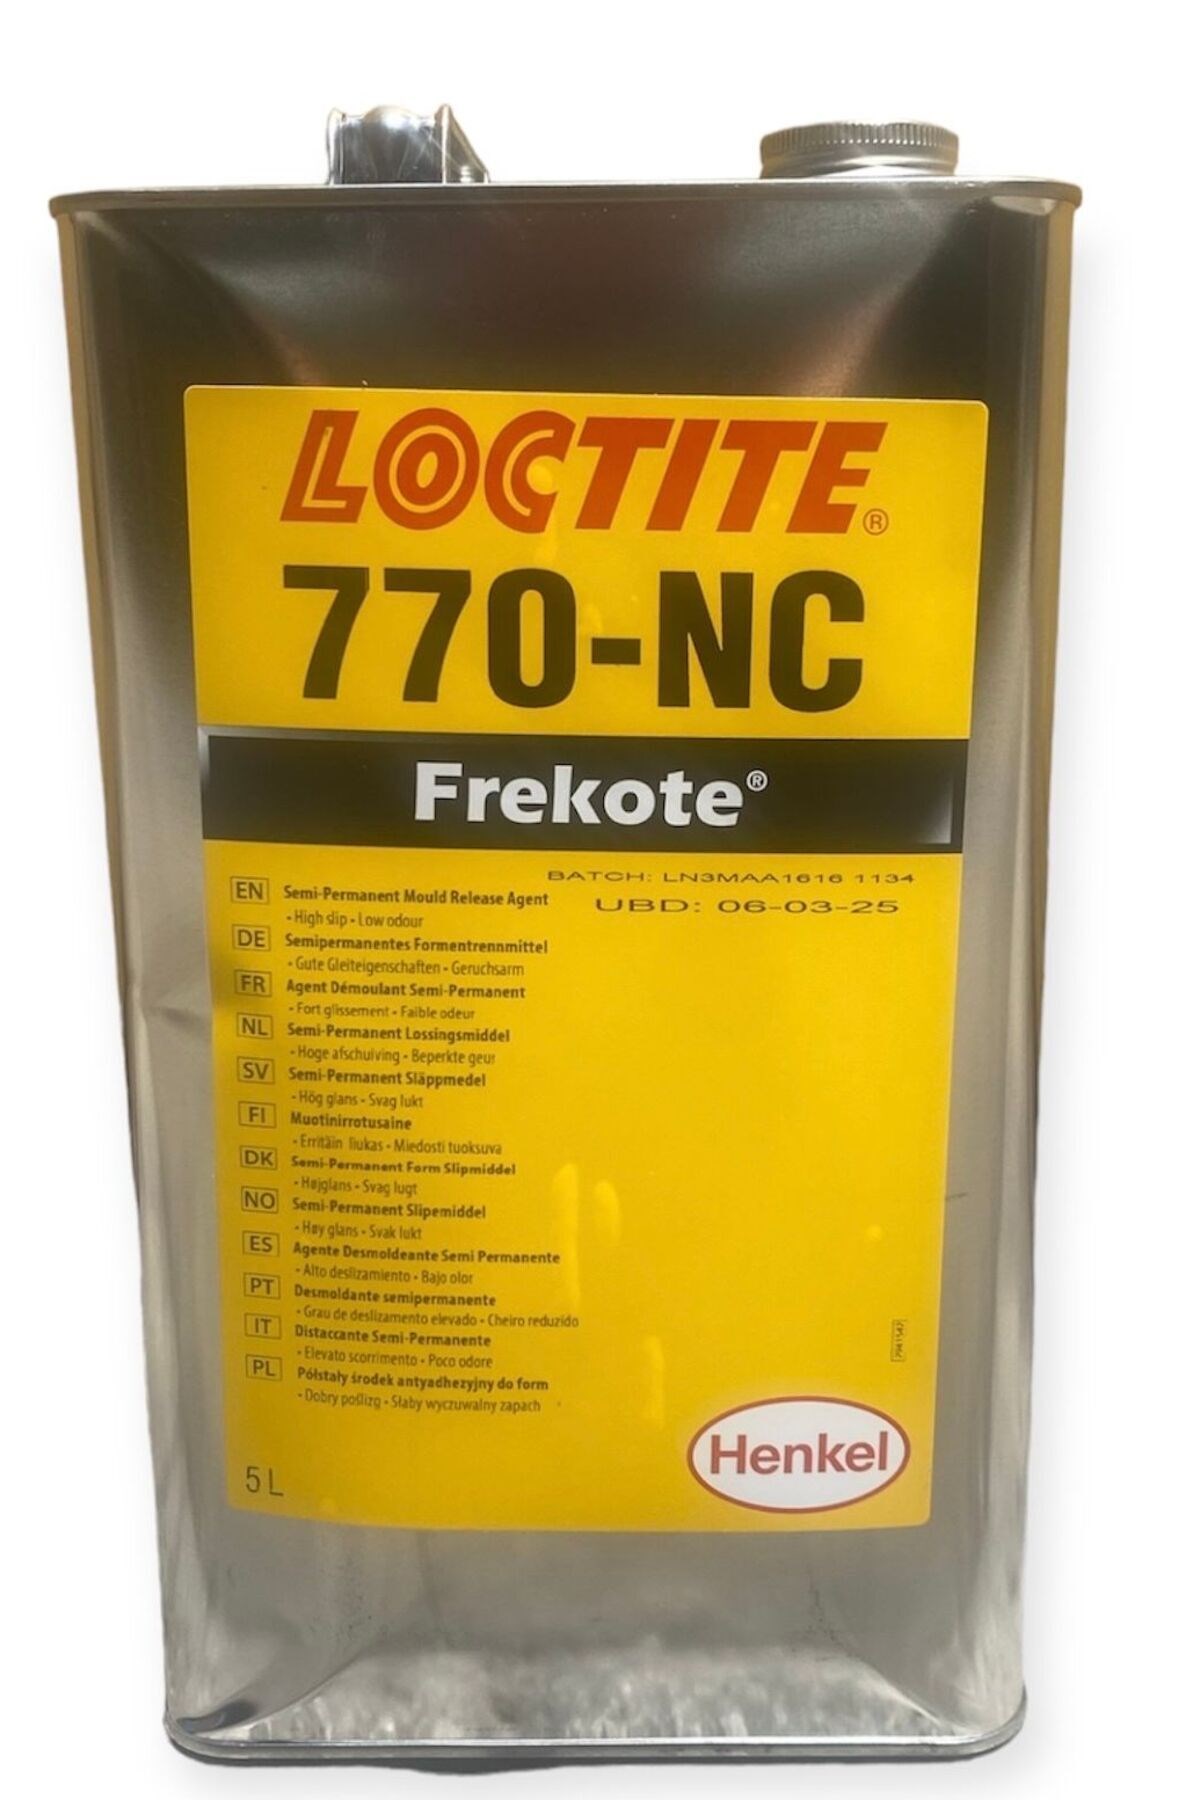 LOCTITE®
770-NC
Frekote®
BATCH: LN3MAA1616 1134
UBD: 06-03-25
EN Semi-Permanent Mould Release Agent
• High slip • Low odour
DE Semipermanentes Formentrennmittel
• Gute Gleiteigenschaften • Geruchsarm
FR Agent Démoulant Semi-Permanent
• Fort glissement • Faible odeur
NL Semi-Permanent Lossingsmiddel
• Hoge afschuiving • Beperkte geur
SV Semi-Permanent Släppmedel
• Hög glans • Svag lukt
FI Muotinirrotusaine
• Erittäin liukas • Miedosti tuoksuva
DK Semi-Permanent Form Slipmiddel
• Højglans • Svag lugt
NO Semi-Permanent Slipemiddel
• Høy glans • Svak lukt
ES Agente Desmoldeante Semi Permanente
• Alto deslizamiento • Bajo olor
PT Desmoldante semipermanente
• Grau de deslizamento elevado • Cheiro reduzido
IT Distaccante Semi-Permanente
• Elevato scorrimento • Poco odore
PL Półstały środek antyadhezyjny do form
• Dobry poślizg • Słaby wyczuwalny zapach
5 L
Henkel